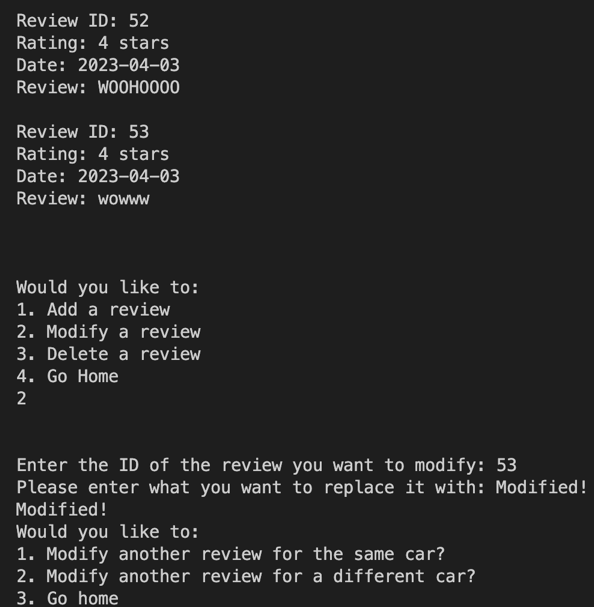 Review ID: 52
Rating: 4 stars
Date: 2023-04-03
Review: WOOHOOOO
Review ID: 53
Rating: 4 stars
Date: 2023-04-03
Review: wowww
Would you like to:
1. Add a review
2. Modify a review
3. Delete a review
4. Go Home
2
Enter the ID of the review you want to modify: 53
Please enter what you want to replace it with: Modified!
Modified!
Would you like to:
1. Modify another review for the same car?
2. Modify another review for a different car?
3. Go home